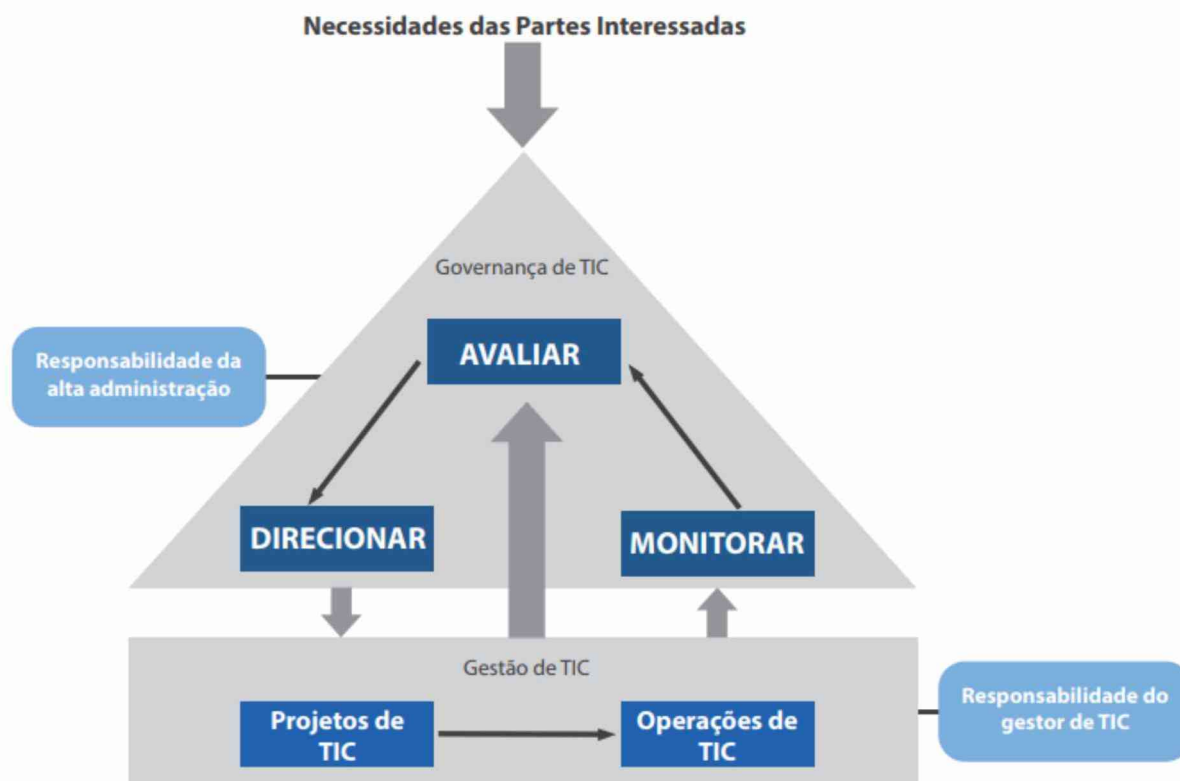 Necessidades das Partes Interessadas
Governança de TIC
AVALIAR
Responsabilidade da
alta administração
DIRECIONAR
MONITORAR
Gestão de TIC
Projetos de
TIC
Operações de
TIC
Responsabilidade do
gestor de TIC